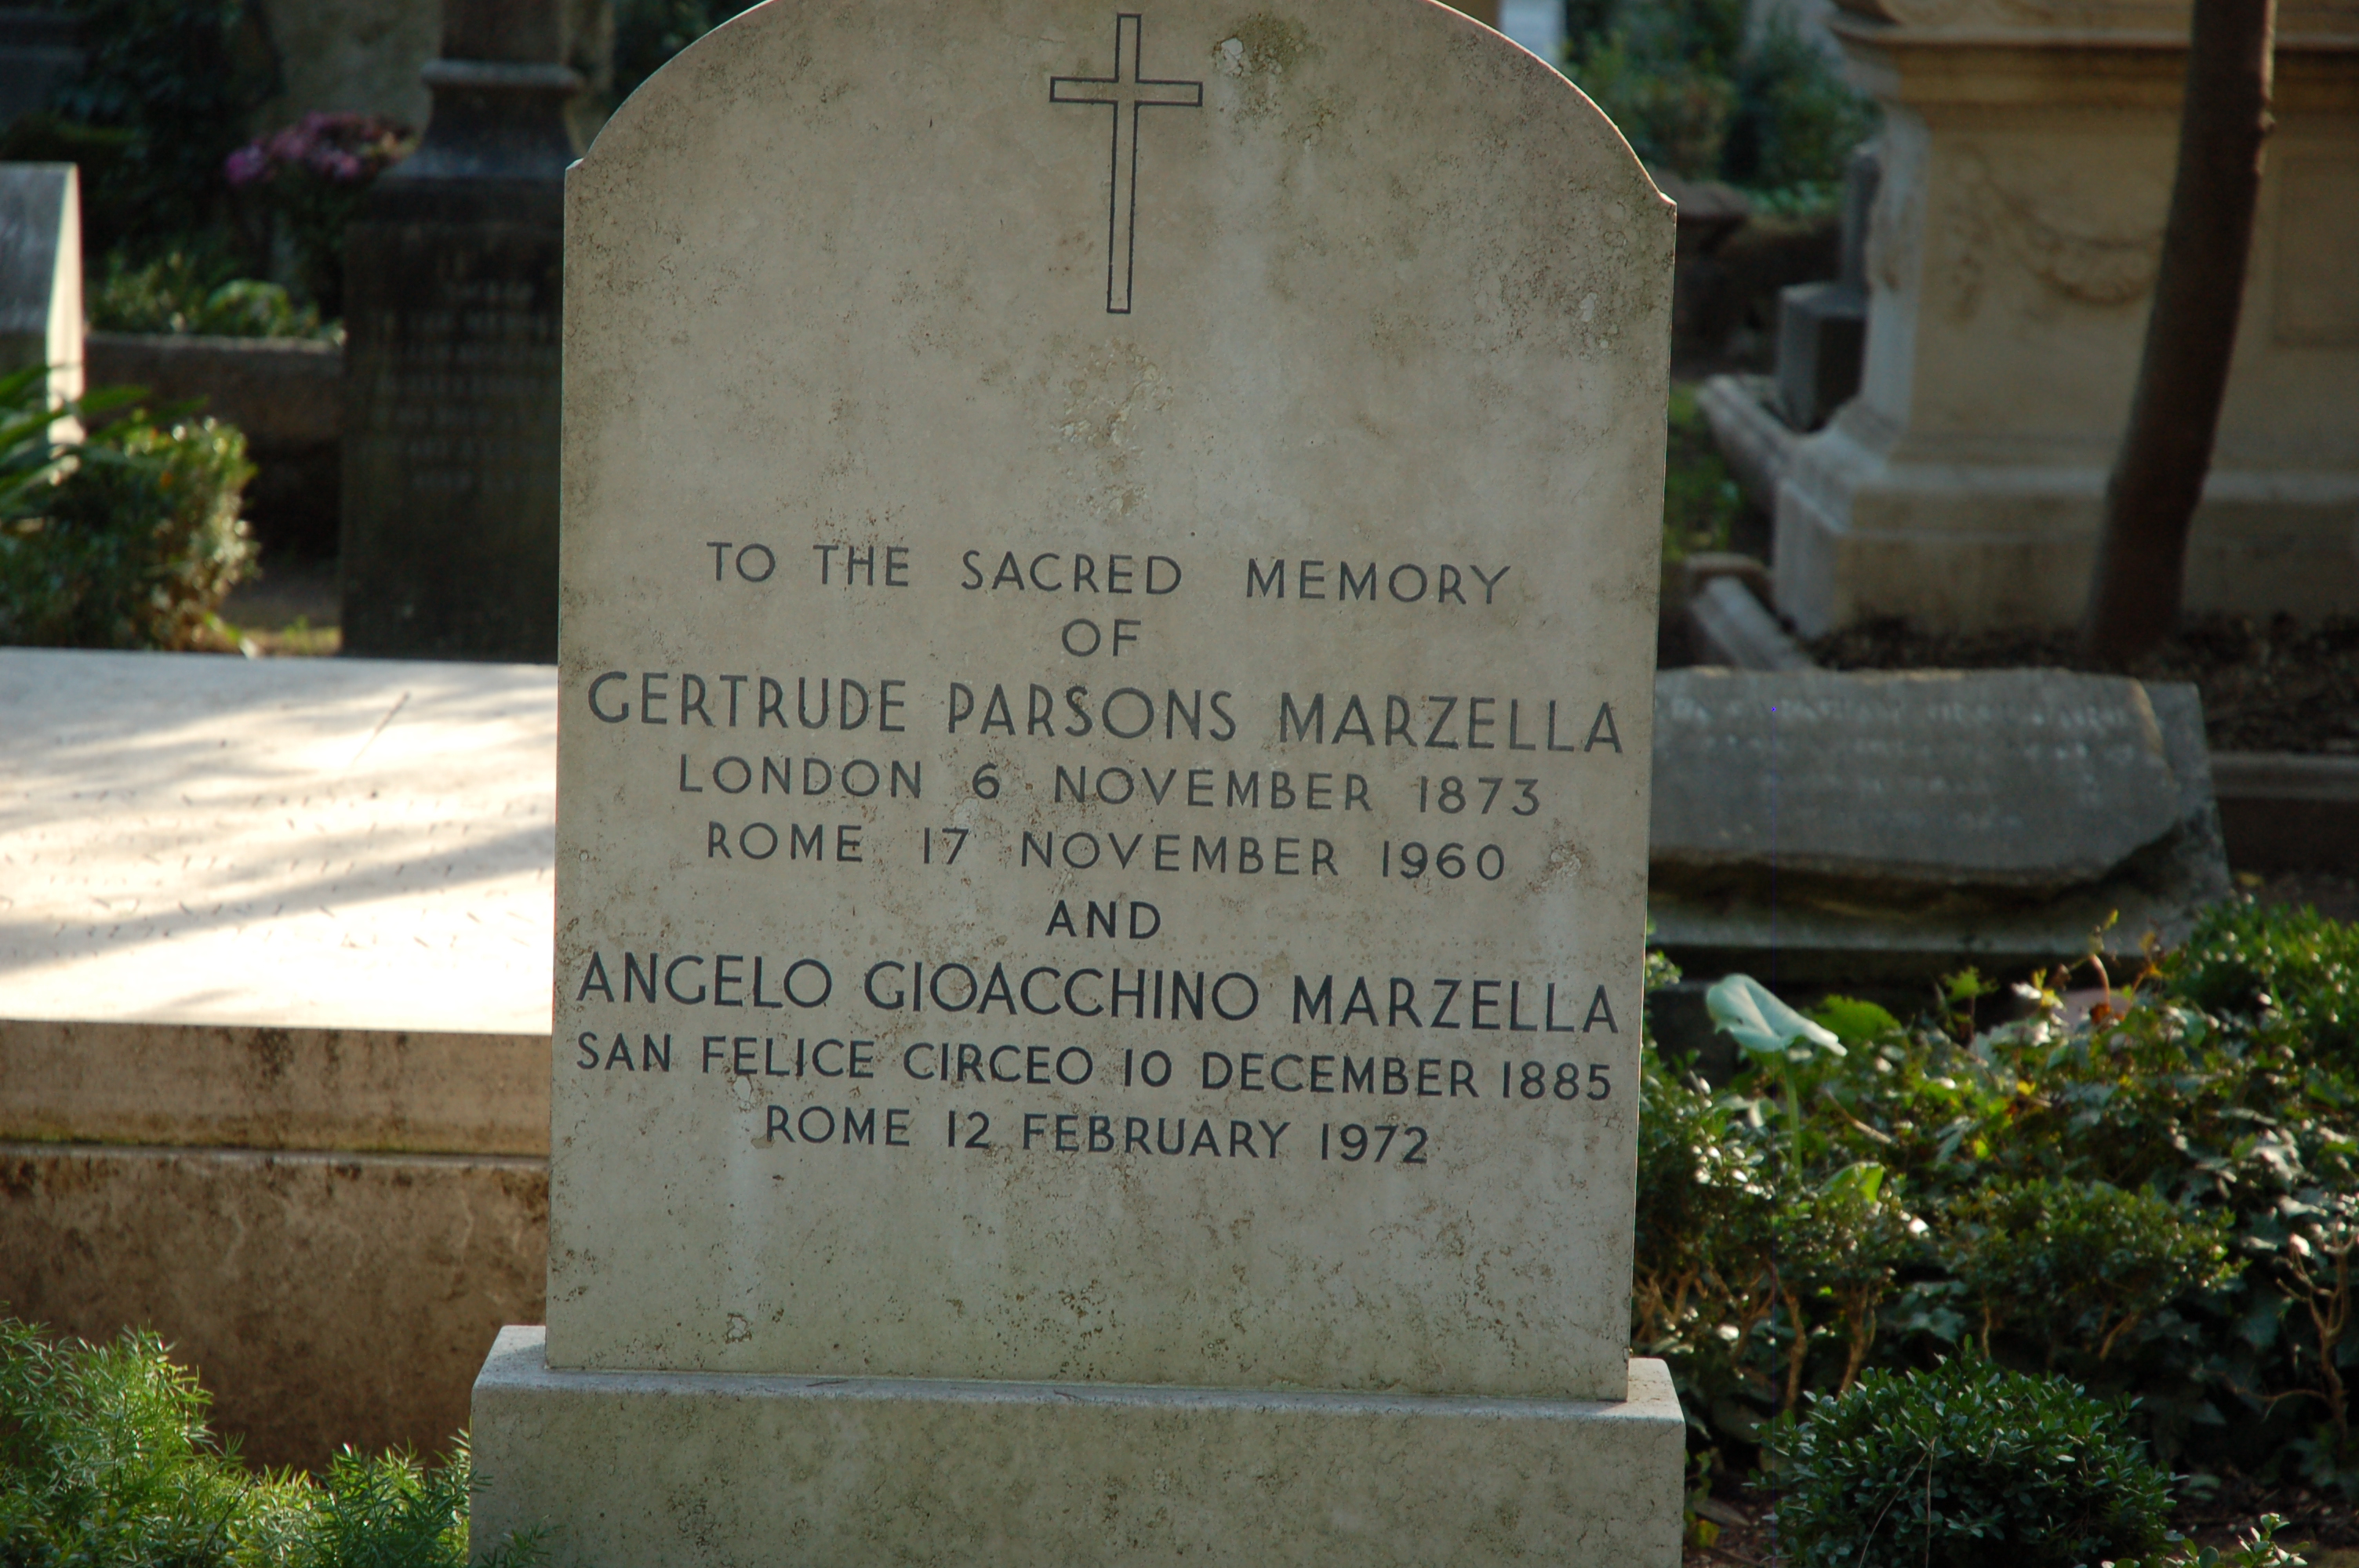 TO THE SACRED MEMORY
OF
GERTRUDE PARSONS MARZELLA
LONDON 6 NOVEMBER 1873
ROME 17 NOVEMBER 1960
AND
ANGELO GIOACCHINO MARZELLA
SAN FELICE CIRCEO 10 DECEMBER 1885
ROME 12 FEBRUARY 1972